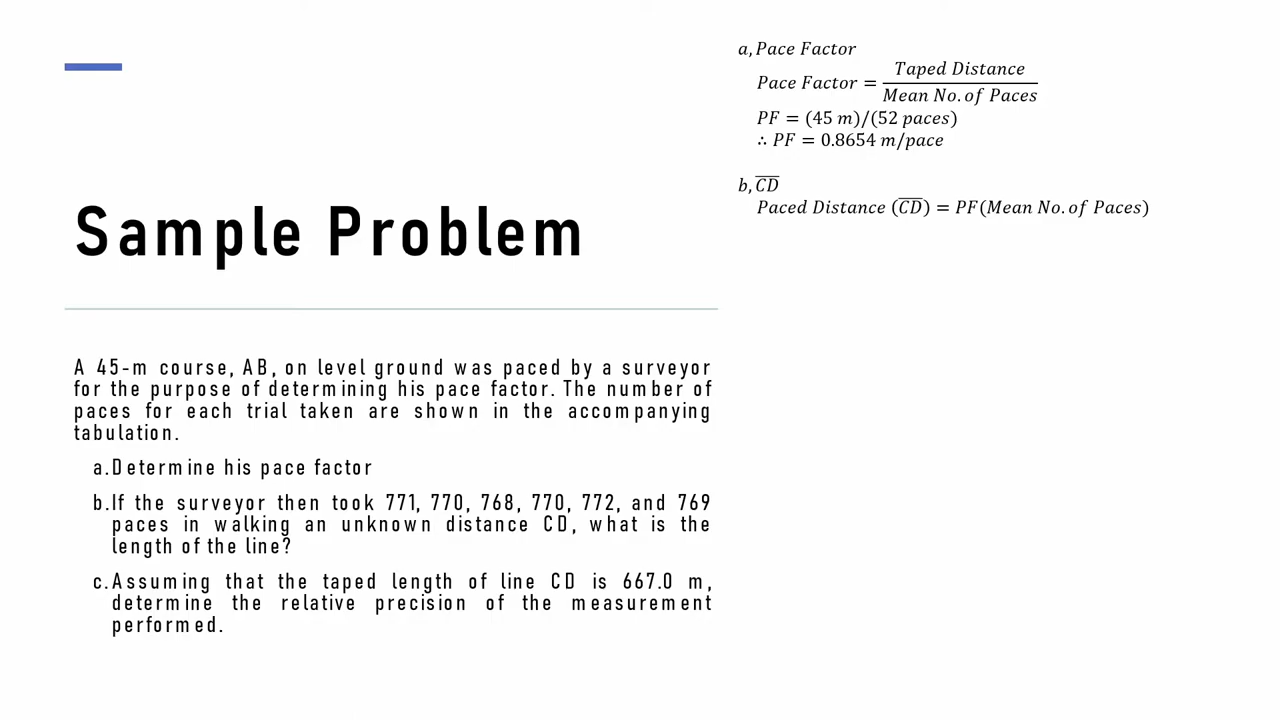 Sample Problem
A 45-m course, AB, on level ground was paced by a surveyor
for the purpose of determining his pace factor. The number of
paces for each trial taken are shown in the accompanying
tabulation.
a.Determine his pace factor
b.If the surveyor then took 771, 770, 768, 770, 772, and 769
paces in walking an unknown distance CD, what is the
length of the line?
c.Assuming that the taped length of line CD is 667.0 m,
determine the relative precision of the measurement
performed.
a, Pace Factor
Pace Factor = Taped Distance / Mean No. of Paces
PF = (45 m)/(52 paces)
∴ PF = 0.8654 m/pace
b, C̅D̅
Paced Distance (C̅D̅) = PF(Mean No. of Paces)